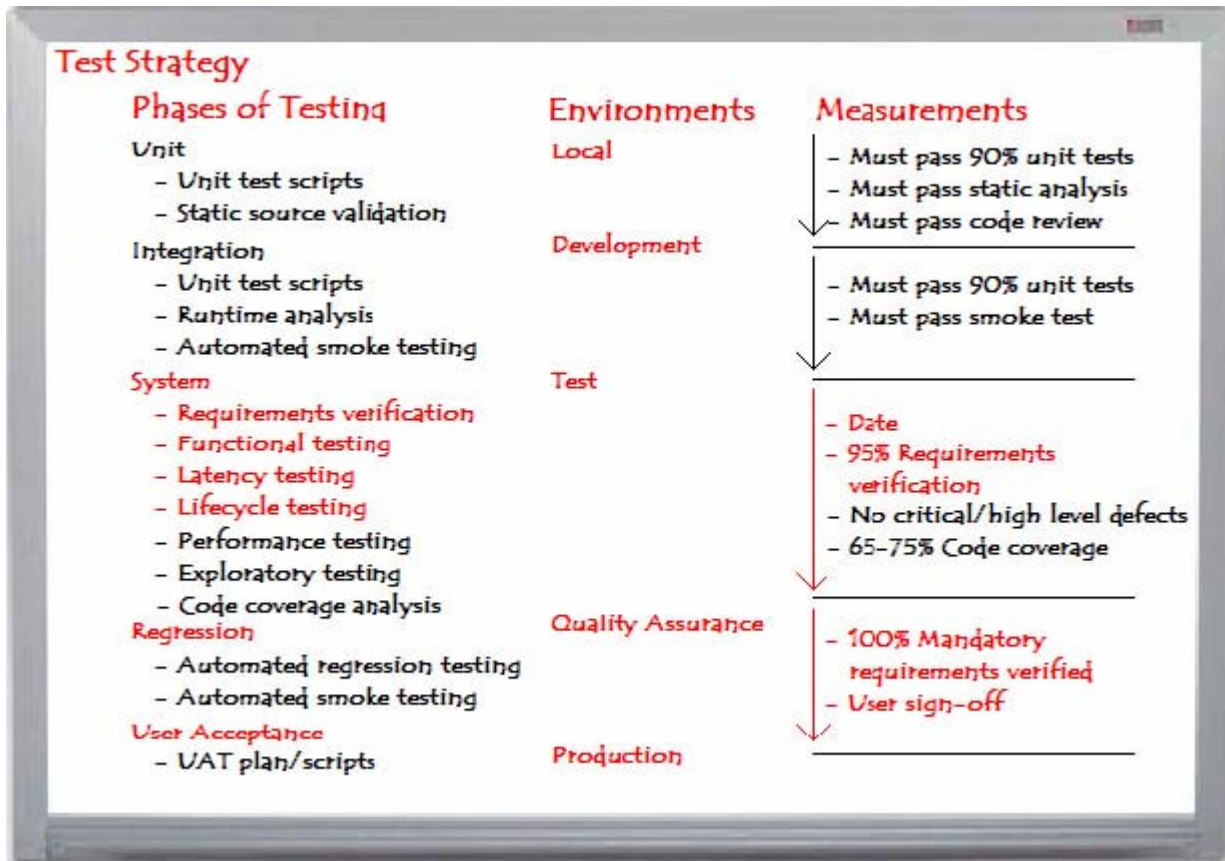 Test Strategy
Phases of Testing
Unit
- Unit test scripts
- Static source validation
Integration
- Unit test scripts
- Runtime analysis
- Automated smoke testing
System
- Requirements verification
- Functional testing
- Latency testing
- Lifecycle testing
- Performance testing
- Exploratory testing
- Code coverage analysis
Regression
- Automated regression testing
- Automated smoke testing
User Acceptance
- UAT plan/scripts
Environments
Local
Development
Test
Quality Assurance
Production
Measurements
- Must pass 90% unit tests
- Must pass static analysis
- Must pass code review
- Must pass 90% unit tests
- Must pass smoke test
- Date
- 95% Requirements
verification
- No critical/high level defects
- 65-75% Code coverage
- 100% Mandatory
requirements verified
- User sign-off